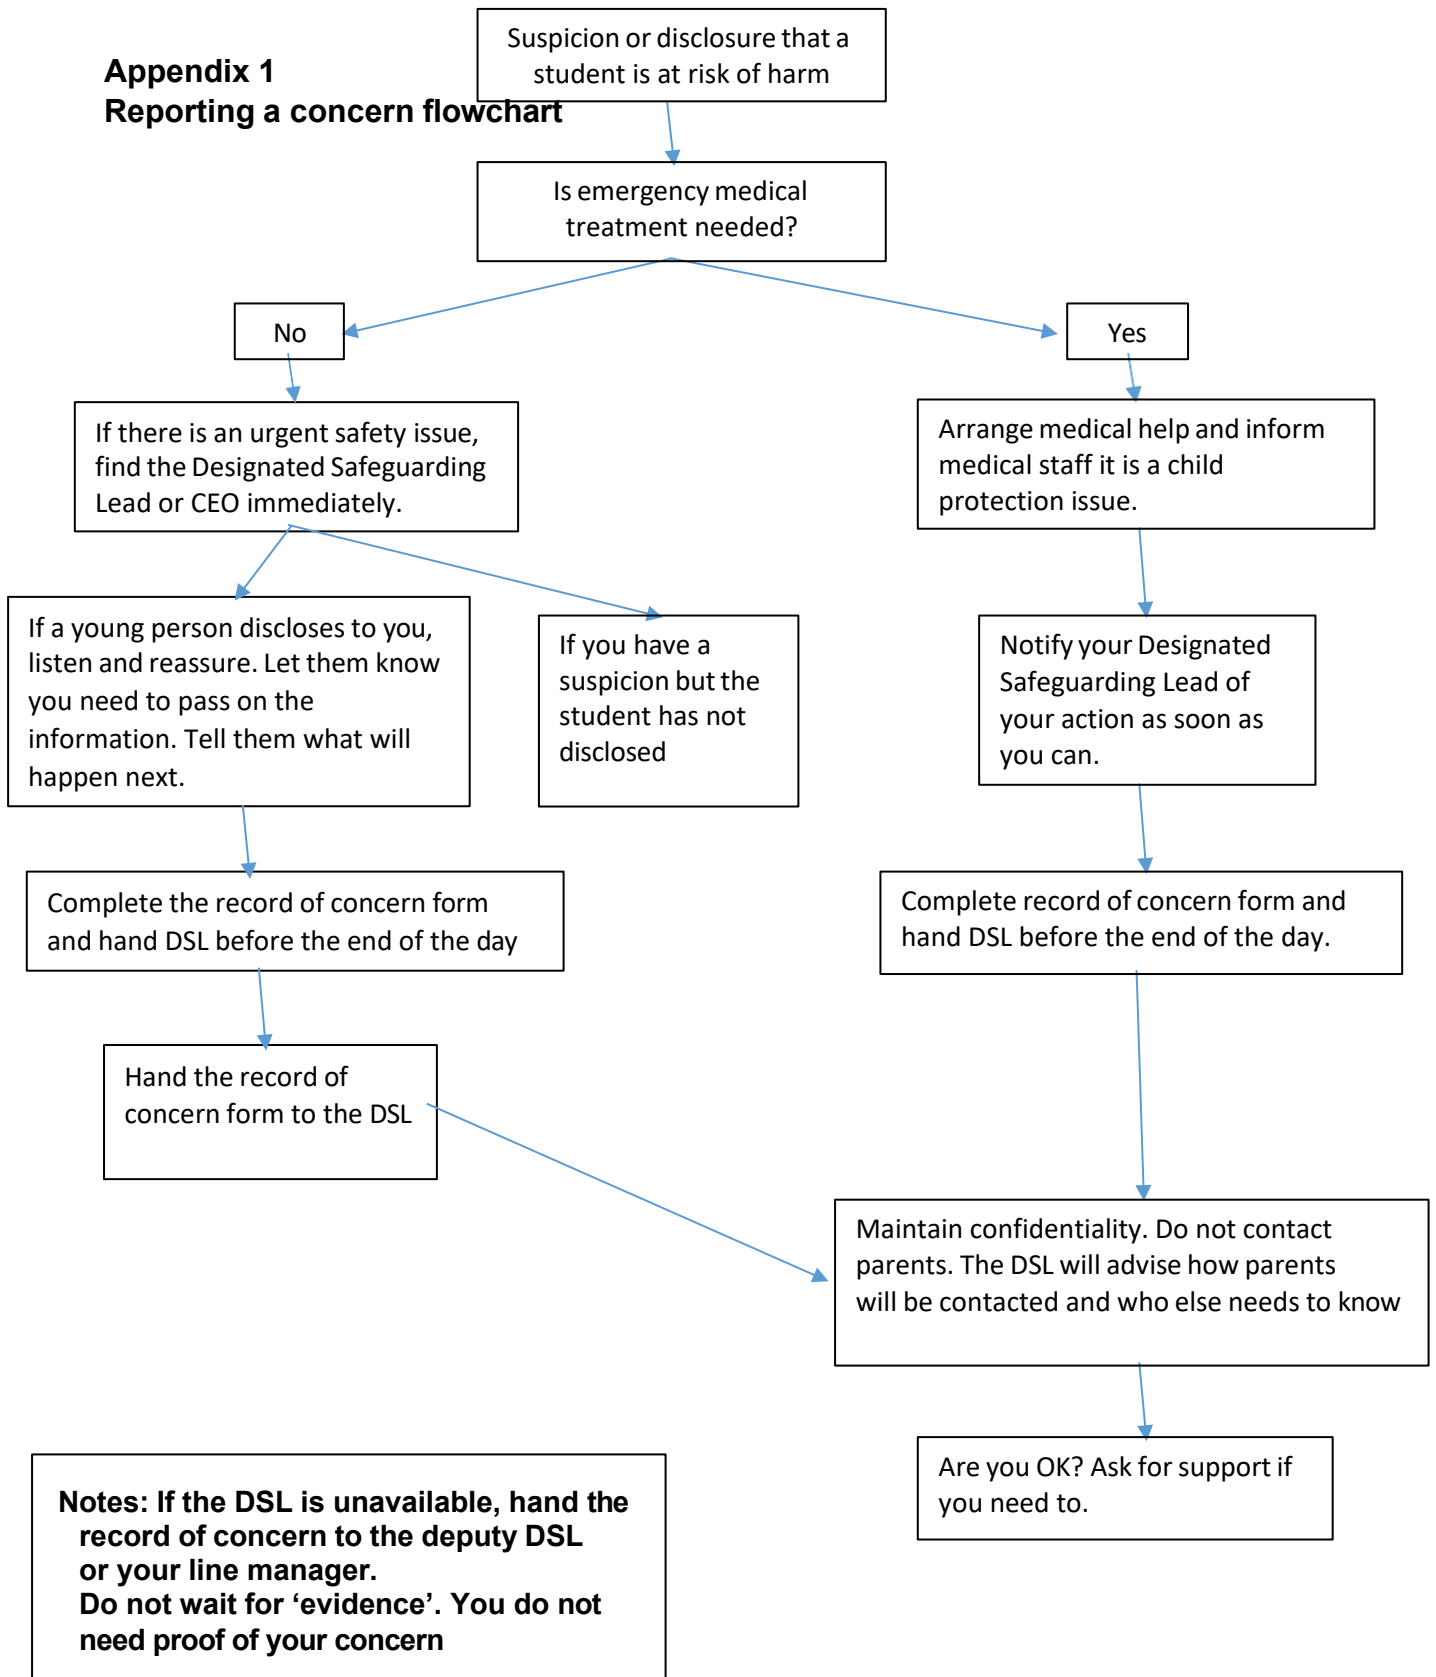 Appendix 1
Reporting a concern flowchart
Suspicion or disclosure that a
student is at risk of harm
Is emergency medical
treatment needed?
No
Yes
If there is an urgent safety issue,
find the Designated Safeguarding
Lead or CEO immediately.
Arrange medical help and inform
medical staff it is a child
protection issue.
If a young person discloses to you,
listen and reassure. Let them know
you need to pass on the
information. Tell them what will
happen next.
If you have a
suspicion but the
student has not
disclosed
Notify your Designated
Safeguarding Lead of
your action as soon as
you can.
Complete the record of concern form
and hand DSL before the end of the day
Complete record of concern form and
hand DSL before the end of the day.
Hand the record of
concern form to the DSL
Maintain confidentiality. Do not contact
parents. The DSL will advise how parents
will be contacted and who else needs to know
Are you OK? Ask for support if
you need to.
Notes: If the DSL is unavailable, hand the
record of concern to the deputy DSL
or your line manager.
Do not wait for ‘evidence’. You do not
need proof of your concern